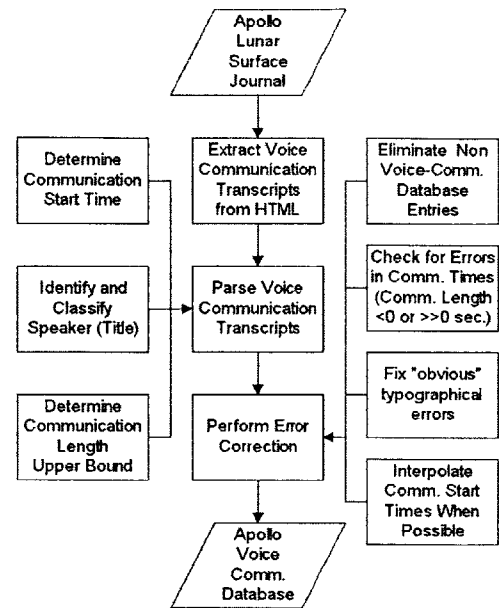 Apollo
Lunar
Surface
Journal
Determine
Communication
Start Time
Extract Voice
Communication
Transcripts
from HTML
Eliminate Non
Voice-Comm.
Database
Entries
Identify and
Classify
Speaker (Title)
Parse Voice
Communication
Transcripts
Check for Errors
in Comm. Times
(Comm. Length
<0 or >>0 sec.)
Fix "obvious"
typographical
errors
Determine
Communication
Length
Upper Bound
Perform Error
Correction
Interpolate
Comm. Start
Times When
Possible
Apollo
Voice
Comm.
Database